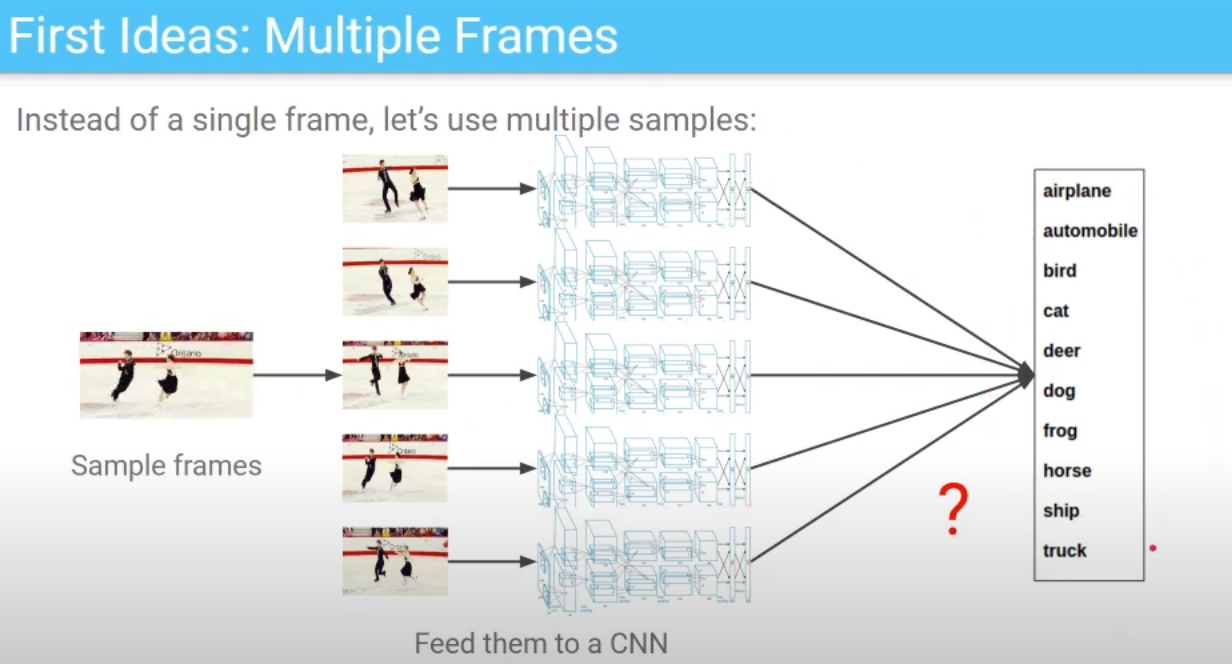 First Ideas: Multiple Frames
Instead of a single frame, let's use multiple samples:
Ontario
Sample frames
Feed them to a CNN
?
airplane
automobile
bird
cat
deer
dog
frog
horse
ship
truck